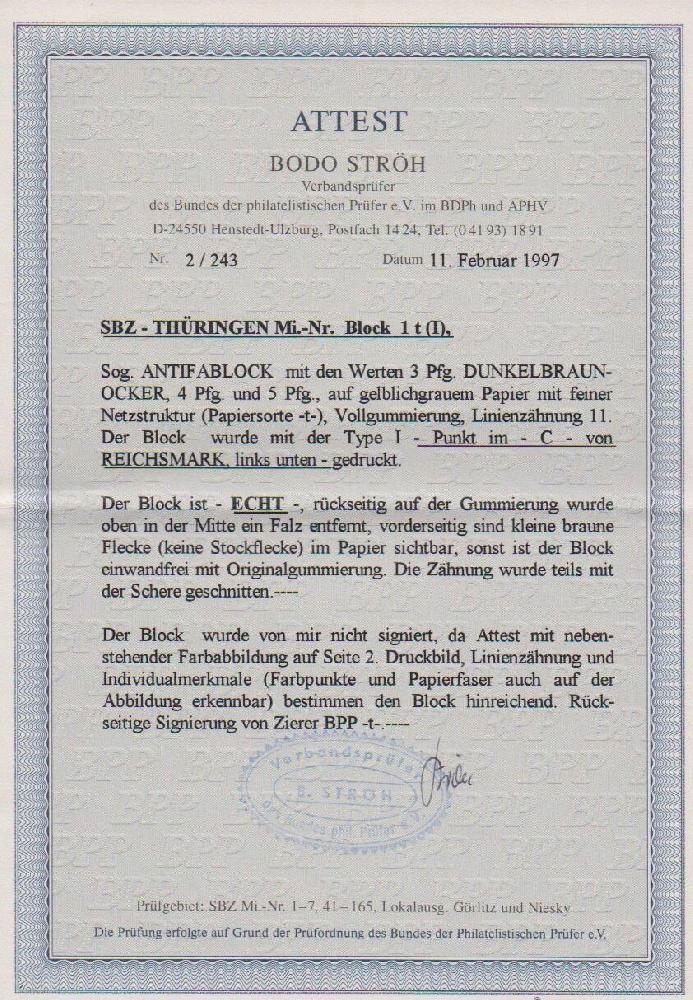 ATTEST
BODO STRÖH
Verbandsprüfer
des Bundes der philatelistischen Prüfer e.V. im BDPh und APHV
D-24550 Henstedt-Ulzburg, Postfach 14 24, Tel. (0 41 93) 18 91
Nr. 2 / 243 Datum 11. Februar 1997
SBZ - THÜRINGEN Mi.-Nr. Block 1 t (I),
Sog. ANTIFABLOCK mit den Werten 3 Pfg. DUNKELBRAUN-
OCKER, 4 Pfg. und 5 Pfg., auf gelblichgrauem Papier mit feiner
Netzstruktur (Papiersorte -t-), Vollgummierung, Linienzähnung 11.
Der Block wurde mit der Type I - Punkt im - C - von
REICHSMARK, links unten - gedruckt.
Der Block ist - ECHT -, rückseitig auf der Gummierung wurde
oben in der Mitte ein Falz entfernt, vorderseitig sind kleine braune
Flecke (keine Stockflecke) im Papier sichtbar, sonst ist der Block
einwandfrei mit Originalgummierung. Die Zähnung wurde teils mit
der Schere geschnitten.----
Der Block wurde von mir nicht signiert, da Attest mit neben-
stehender Farbabbildung auf Seite 2. Druckbild, Linienzähnung und
Individualmerkmale (Farbpunkte und Papierfaser auch auf der
Abbildung erkennbar) bestimmen den Block hinreichend. Rück-
seitige Signierung von Zierer BPP -t-.----
Verbandsprüfer
B. STRÖH
des Bundes phil. Prüfer e.V.
Prüfgebiet: SBZ Mi.-Nr. 1–7, 41–165, Lokalausg. Görlitz und Niesky
Die Prüfung erfolgte auf Grund der Prüfordnung des Bundes der Philatelistischen Prüfer e.V.